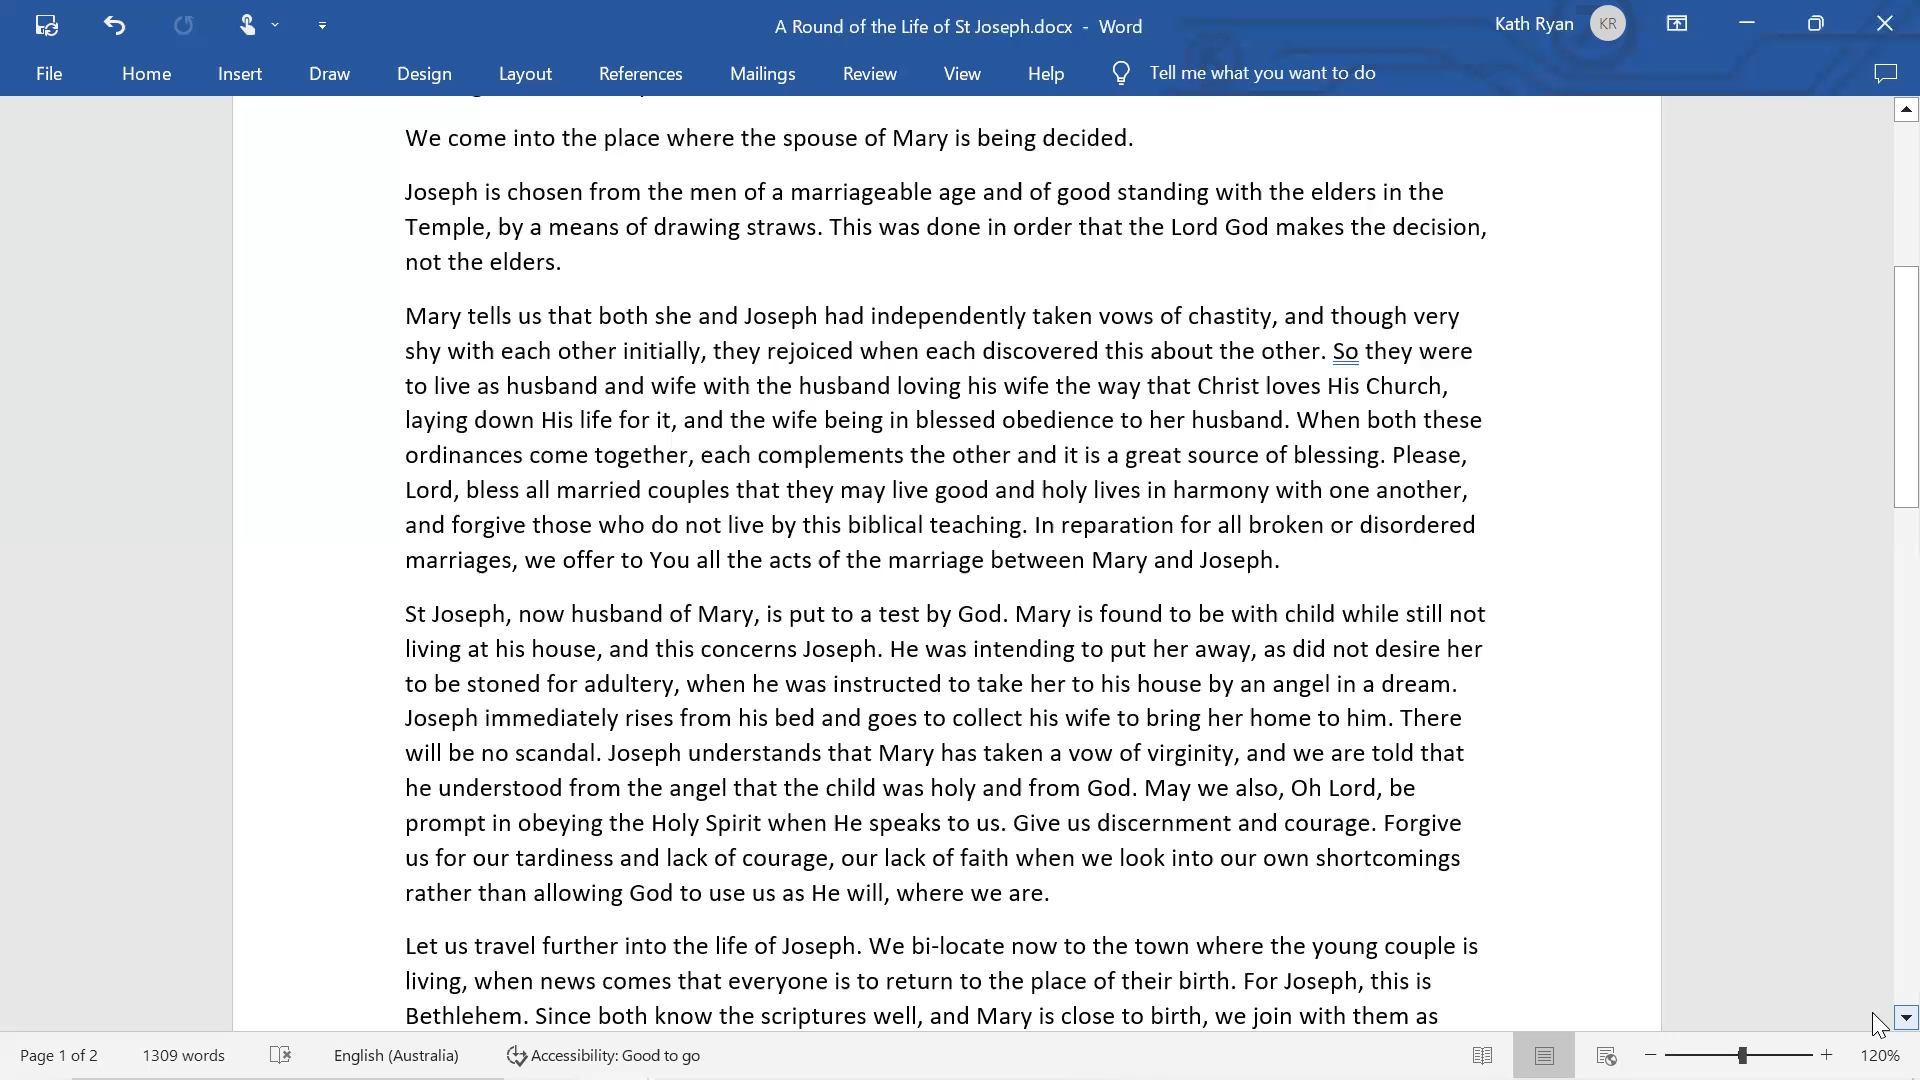 A Round of the Life of St Joseph.docx - Word
Kath Ryan
KR
File Home Insert Draw Design Layout References Mailings Review View Help Tell me what you want to do
We come into the place where the spouse of Mary is being decided.
Joseph is chosen from the men of a marriageable age and of good standing with the elders in the
Temple, by a means of drawing straws. This was done in order that the Lord God makes the decision,
not the elders.
Mary tells us that both she and Joseph had independently taken vows of chastity, and though very
shy with each other initially, they rejoiced when each discovered this about the other. So they were
to live as husband and wife with the husband loving his wife the way that Christ loves His Church,
laying down His life for it, and the wife being in blessed obedience to her husband. When both these
ordinances come together, each complements the other and it is a great source of blessing. Please,
Lord, bless all married couples that they may live good and holy lives in harmony with one another,
and forgive those who do not live by this biblical teaching. In reparation for all broken or disordered
marriages, we offer to You all the acts of the marriage between Mary and Joseph.
St Joseph, now husband of Mary, is put to a test by God. Mary is found to be with child while still not
living at his house, and this concerns Joseph. He was intending to put her away, as did not desire her
to be stoned for adultery, when he was instructed to take her to his house by an angel in a dream.
Joseph immediately rises from his bed and goes to collect his wife to bring her home to him. There
will be no scandal. Joseph understands that Mary has taken a vow of virginity, and we are told that
he understood from the angel that the child was holy and from God. May we also, Oh Lord, be
prompt in obeying the Holy Spirit when He speaks to us. Give us discernment and courage. Forgive
us for our tardiness and lack of courage, our lack of faith when we look into our own shortcomings
rather than allowing God to use us as He will, where we are.
Let us travel further into the life of Joseph. We bi-locate now to the town where the young couple is
living, when news comes that everyone is to return to the place of their birth. For Joseph, this is
Bethlehem. Since both know the scriptures well, and Mary is close to birth, we join with them as
Page 1 of 2 1309 words English (Australia) Accessibility: Good to go 120%